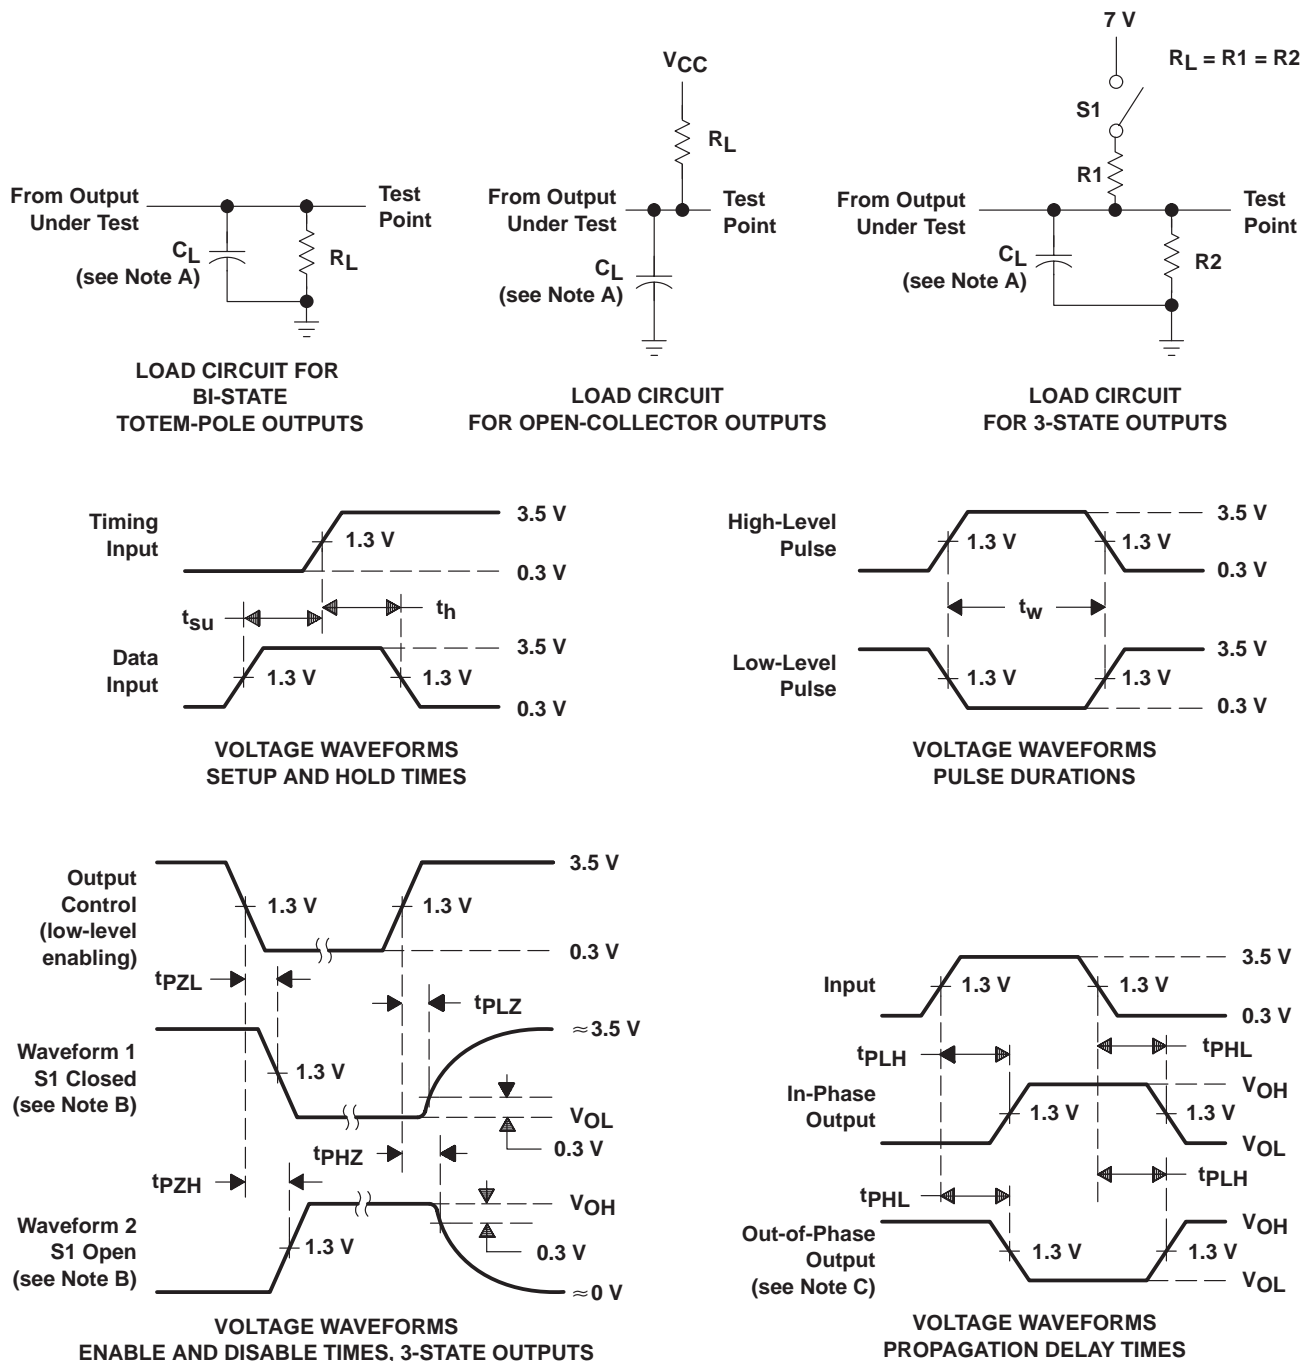 7 V
RL = R1 = R2
S1
R1
From Output
Under Test
Test
Point
CL
(see Note A)
R2
LOAD CIRCUIT
FOR 3-STATE OUTPUTS
VCC
RL
From Output
Under Test
Test
Point
CL
(see Note A)
LOAD CIRCUIT
FOR OPEN-COLLECTOR OUTPUTS
From Output
Under Test
Test
Point
CL
(see Note A)
RL
LOAD CIRCUIT FOR
BI-STATE
TOTEM-POLE OUTPUTS
Timing
Input
3.5 V
1.3 V
0.3 V
tsu
th
Data
Input
3.5 V
1.3 V
1.3 V
0.3 V
VOLTAGE WAVEFORMS
SETUP AND HOLD TIMES
High-Level
Pulse
3.5 V
1.3 V
1.3 V
0.3 V
tw
Low-Level
Pulse
3.5 V
1.3 V
1.3 V
0.3 V
VOLTAGE WAVEFORMS
PULSE DURATIONS
Output
Control
(low-level
enabling)
3.5 V
1.3 V
1.3 V
0.3 V
tPZL
tPLZ
Waveform 1
S1 Closed
(see Note B)
≈3.5 V
1.3 V
VOL
0.3 V
tPHZ
tPZH
Waveform 2
S1 Open
(see Note B)
VOH
1.3 V
0.3 V
≈0 V
VOLTAGE WAVEFORMS
ENABLE AND DISABLE TIMES, 3-STATE OUTPUTS
Input
3.5 V
1.3 V
1.3 V
0.3 V
tPLH
tPHL
In-Phase
Output
VOH
1.3 V
1.3 V
VOL
tPHL
tPLH
Out-of-Phase
Output
(see Note C)
VOH
1.3 V
1.3 V
VOL
VOLTAGE WAVEFORMS
PROPAGATION DELAY TIMES